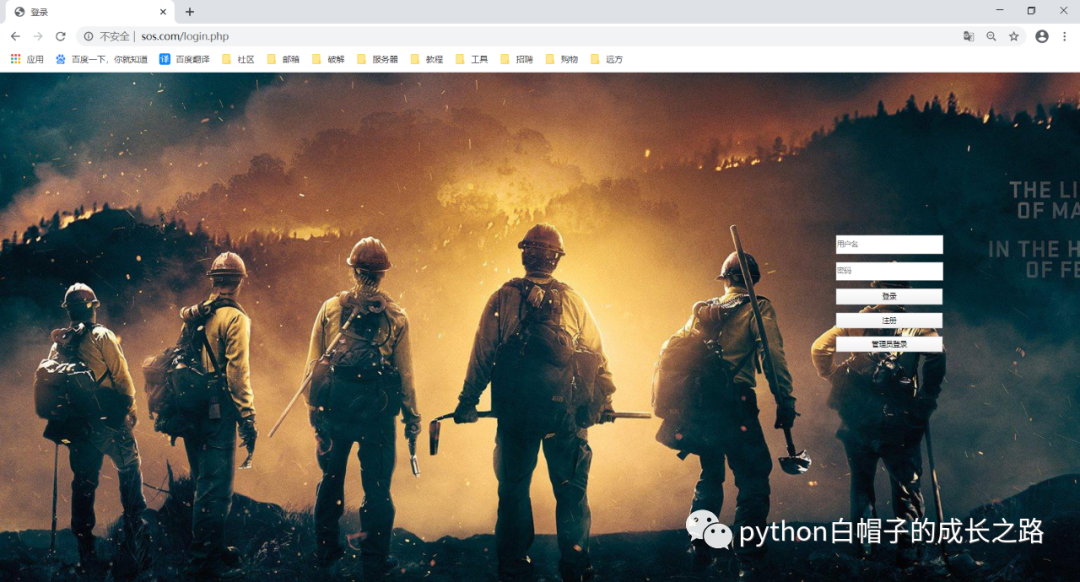 登录
不安全 | sos.com/login.php
应用 百度一下，你就知道 百度翻译 社区 邮箱 破解 服务器 教程 工具 招聘 购物 远方
THE LI
OF MA
IN THE H
OF FE
用户名
密码
登录
注册
管理员登录
python白帽子的成长之路